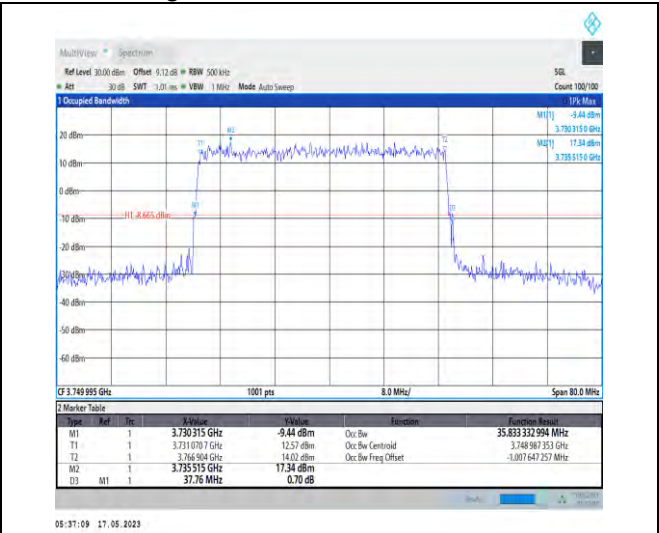 MultiView Spectrum
Ref Level 30.00 dBm Offset 9.12 dB RBW 500 kHz SGL
Att 30 dB SWT 1.01 ms VBW 1 MHz Mode Auto Sweep Count 100/100
1 Occupied Bandwidth 1Pk Max
M1[1] -9.44 dBm
3.730 315 0 GHz
M2[1] 17.34 dBm
3.735 515 0 GHz
20 dBm
M2
T1
T2
10 dBm
0 dBm
M1
D3
-10 dBm
H1 -8.665 dBm
-20 dBm
-30 dBm
-40 dBm
-50 dBm
-60 dBm
CF 3.749 995 GHz 1001 pts 8.0 MHz/ Span 80.0 MHz
2 Marker Table
Type Ref Trc X-Value Y-Value Function Function Result
M1 1 3.730 315 GHz -9.44 dBm Occ Bw 35.833 332 994 MHz
T1 1 3.731 070 7 GHz 12.57 dBm Occ Bw Centroid 3.748 987 353 GHz
T2 1 3.766 904 GHz 14.02 dBm Occ Bw Freq Offset -1.007 647 257 MHz
M2 1 3.735 515 GHz 17.34 dBm
D3 M1 1 37.76 MHz 0.70 dB
05:37:09 17.05.2023